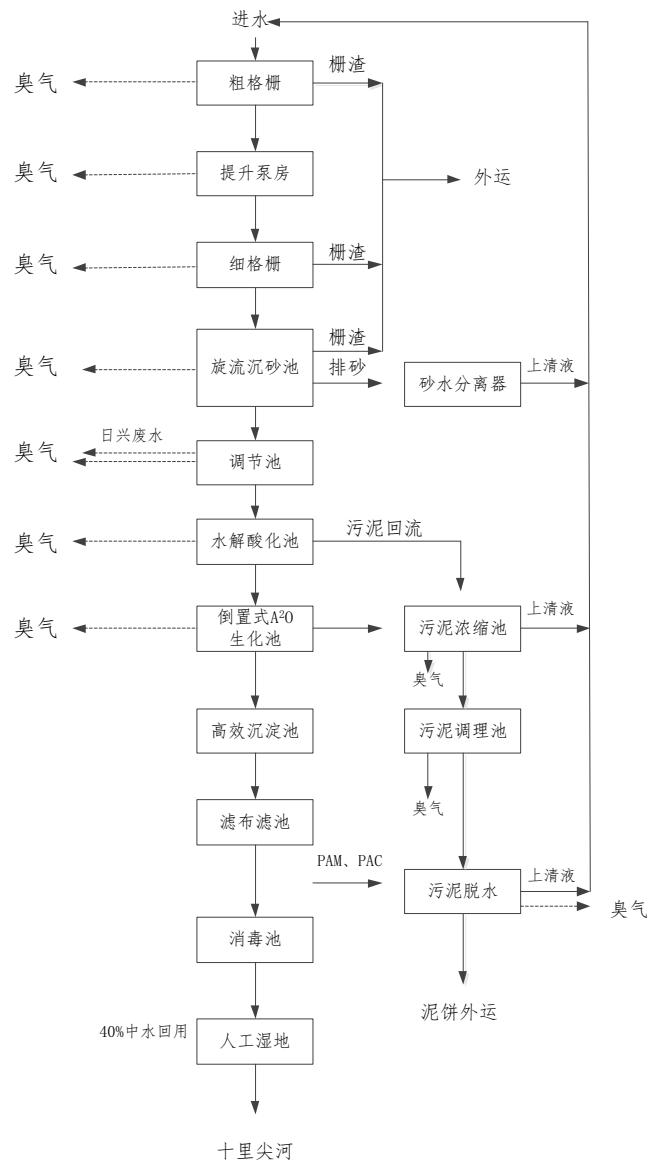 进水
臭气
粗格栅
栅渣
臭气
提升泵房
外运
臭气
细格栅
栅渣
臭气
旋流沉砂池
栅渣
排砂
砂水分离器
上清液
臭气
日兴废水
调节池
臭气
水解酸化池
污泥回流
臭气
倒置式A²O
生化池
污泥浓缩池
上清液
臭气
高效沉淀池
污泥调理池
臭气
滤布滤池
PAM、PAC
污泥脱水
上清液
臭气
消毒池
泥饼外运
40%中水回用
人工湿地
十里尖河